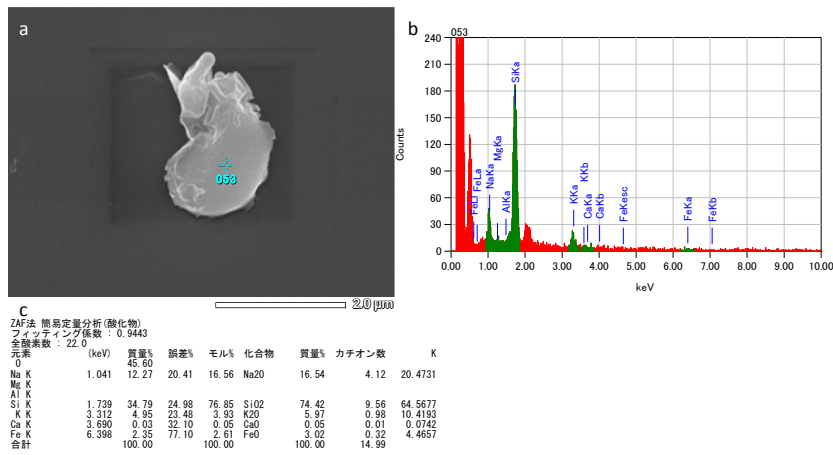 a
053
2.0 µm
b
053
240
210
180
150
120
90
60
30
0
Counts
FeLl
FeLa
NaKa
MgKa
AlKa
SiKa
KKa
KKb
CaKa
CaKb
FeKesc
FeKa
FeKb
0.00 1.00 2.00 3.00 4.00 5.00 6.00 7.00 8.00 9.00 10.00
keV
c
ZAF法 簡易定量分析(酸化物)
フィッティング係数 : 0.9443
全酸素数 : 22.0
元素 (keV) 質量% 誤差% モル% 化合物 質量% カチオン数 K
O 45.60
Na K 1.041 12.27 20.41 16.56 Na2O 16.54 4.12 20.4731
Mg K
Al K
Si K 1.739 34.79 24.98 76.85 SiO2 74.42 9.56 64.5677
K K 3.312 4.95 23.48 3.93 K2O 5.97 0.98 10.4193
Ca K 3.690 0.03 32.10 0.05 CaO 0.05 0.01 0.0742
Fe K 6.398 2.35 77.10 2.61 FeO 3.02 0.32 4.4657
合計 100.00 100.00 100.00 14.99